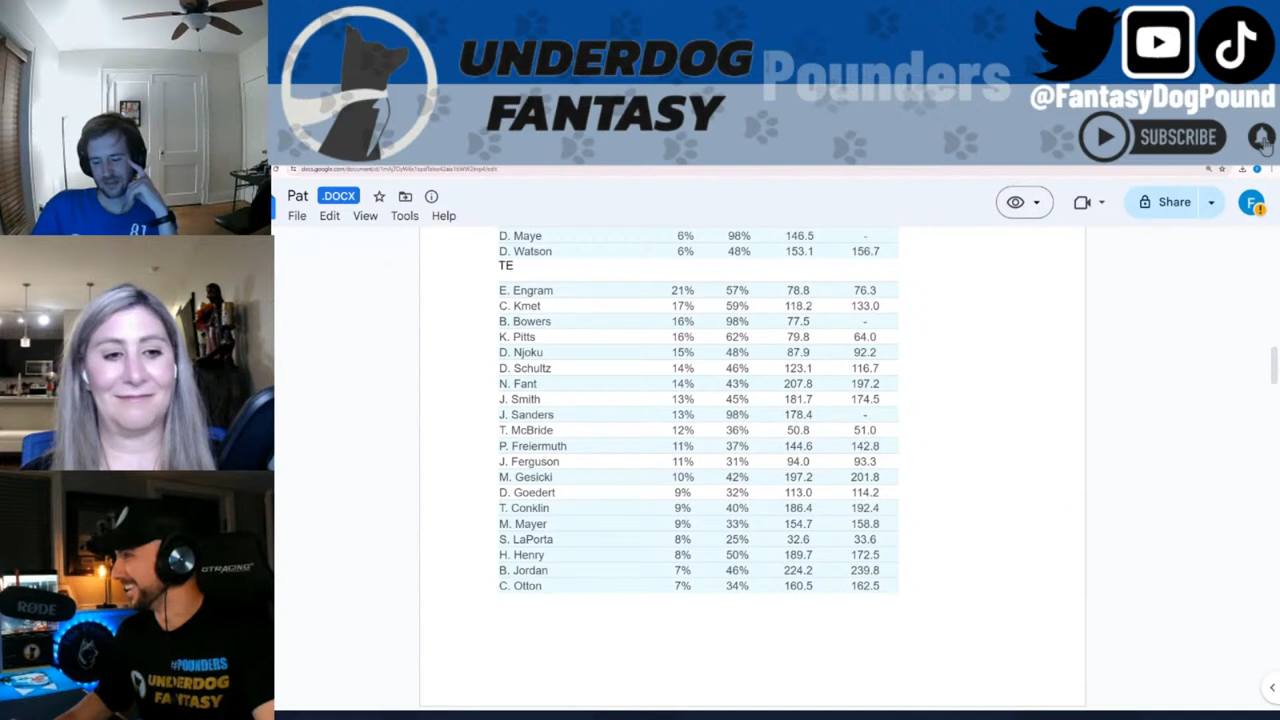 UNDERDOG
FANTASY
Pounders
@FantasyDogPound
SUBSCRIBE
Pat .DOCX
Share
F
File Edit View Tools Help
D. Maye 6% 98% 146.5 -
D. Watson 6% 48% 153.1 156.7
TE
E. Engram 21% 57% 78.8 76.3
C. Kmet 17% 59% 118.2 133.0
B. Bowers 16% 98% 77.5 -
K. Pitts 16% 62% 79.8 64.0
D. Njoku 15% 48% 87.9 92.2
D. Schultz 14% 46% 123.1 116.7
N. Fant 14% 43% 207.8 197.2
J. Smith 13% 45% 181.7 174.5
J. Sanders 13% 98% 178.4 -
T. McBride 12% 36% 50.8 51.0
P. Freiermuth 11% 37% 144.6 142.8
J. Ferguson 11% 31% 94.0 93.3
M. Gesicki 10% 42% 197.2 201.8
D. Goedert 9% 32% 113.0 114.2
T. Conklin 9% 40% 186.4 192.4
M. Mayer 9% 33% 154.7 158.8
S. LaPorta 8% 25% 32.6 33.6
H. Henry 8% 50% 189.7 172.5
B. Jordan 7% 46% 224.2 239.8
C. Otton 7% 34% 160.5 162.5
GTRACING
RØDE
#POUNDERS
UNDERDOG
FANTASY